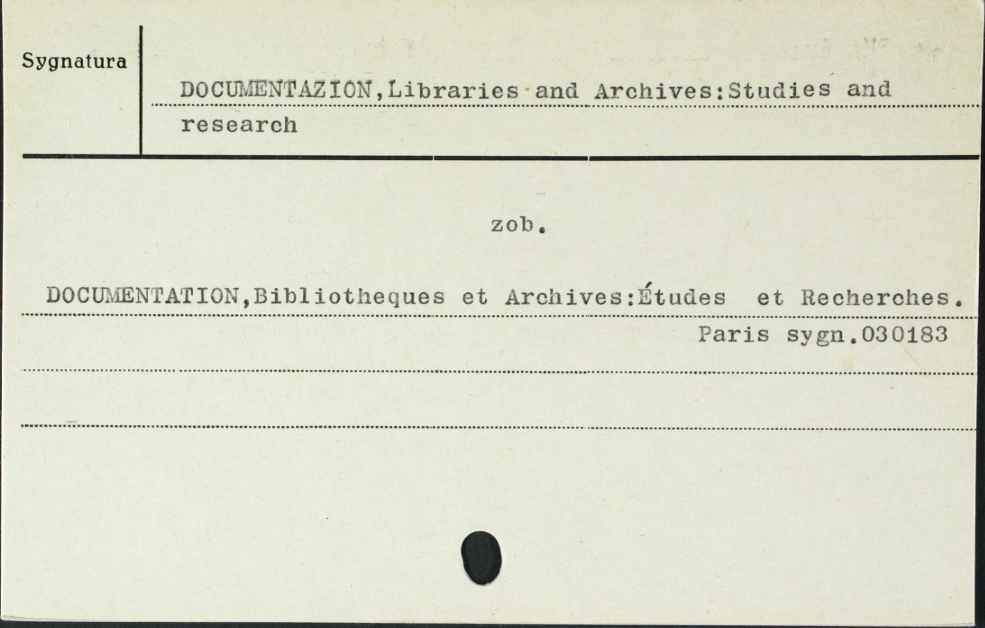 Sygnatura
DOCUMENTAZION,Libraries and Archives:Studies and
research
zob.
DOCUMENTATION,Bibliotheques et Archives:Études et Recherches.
Paris sygn.030183